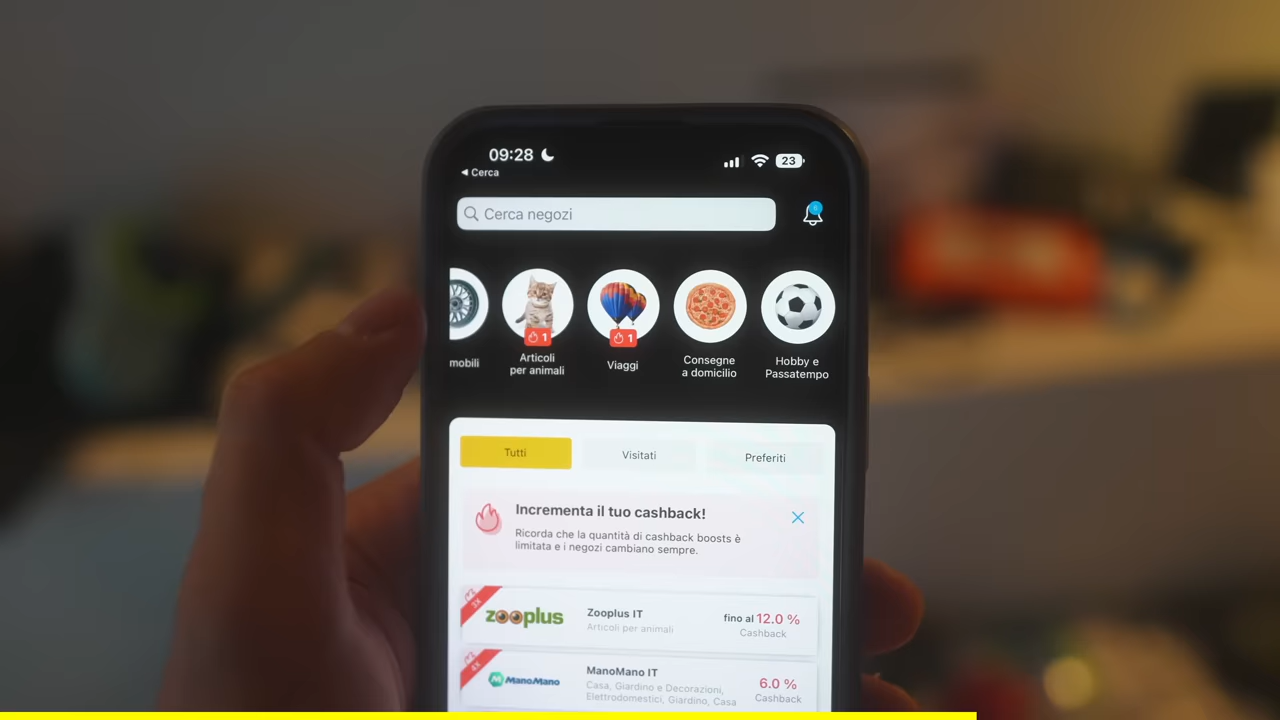 09:28
23
◀ Cerca
Cerca negozi
1
1
mobili
Articoli
per animali
Viaggi
Consegne
a domicilio
Hobby e
Passatempo
Tutti
Visitati
Preferiti
Incrementa il tuo cashback!
Ricorda che la quantità di cashback boosts è
limitata e i negozi cambiano sempre.
2X
zooplus
Zooplus IT
Articoli per animali
fino al 12.0 %
Cashback
4X
ManoMano
ManoMano IT
Casa, Giardino e Decorazioni,
Elettrodomestici, Giardino, Casa
6.0 %
Cashback